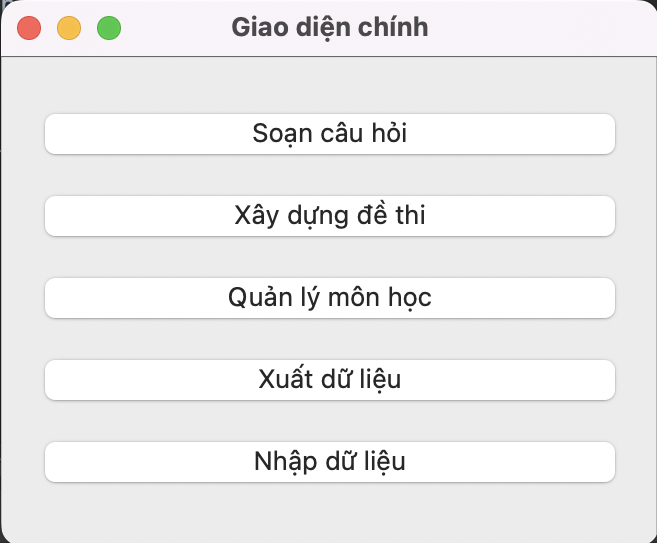 Giao diện chính
Soạn câu hỏi
Xây dựng đề thi
Quản lý môn học
Xuất dữ liệu
Nhập dữ liệu